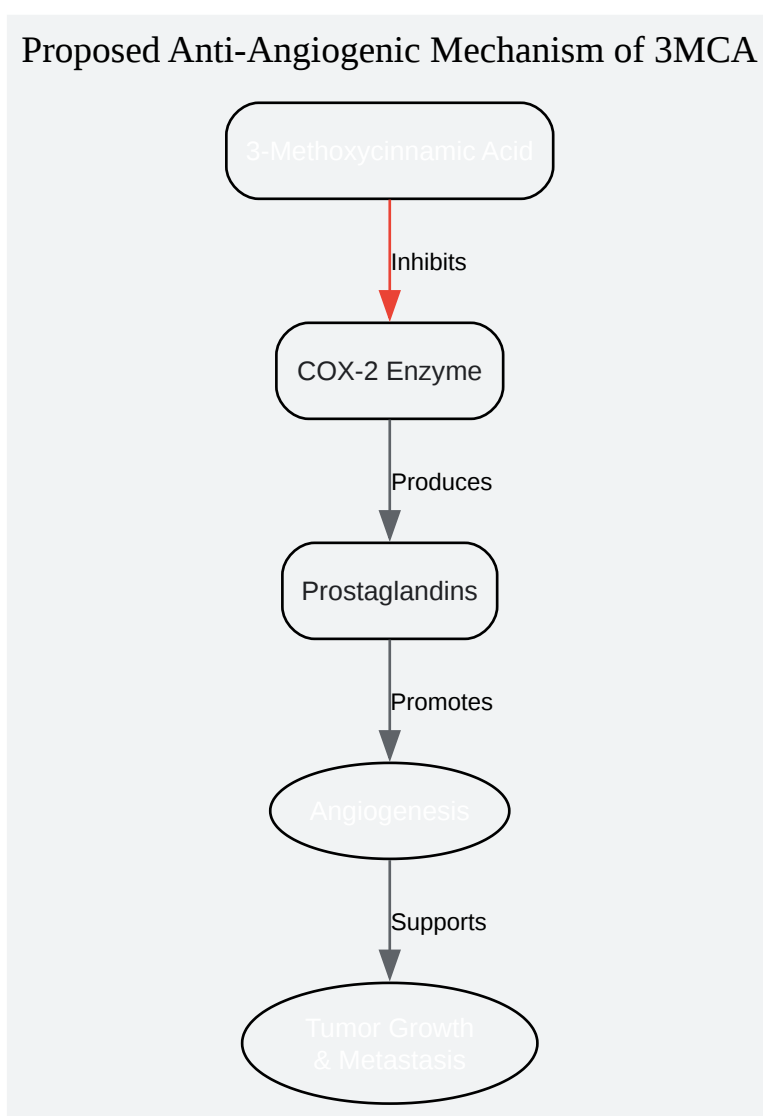 Proposed Anti-Angiogenic Mechanism of 3MCA
3-Methoxycinnamic Acid
Inhibits
COX-2 Enzyme
Produces
Prostaglandins
Promotes
Angiogenesis
Supports
Tumor Growth
& Metastasis